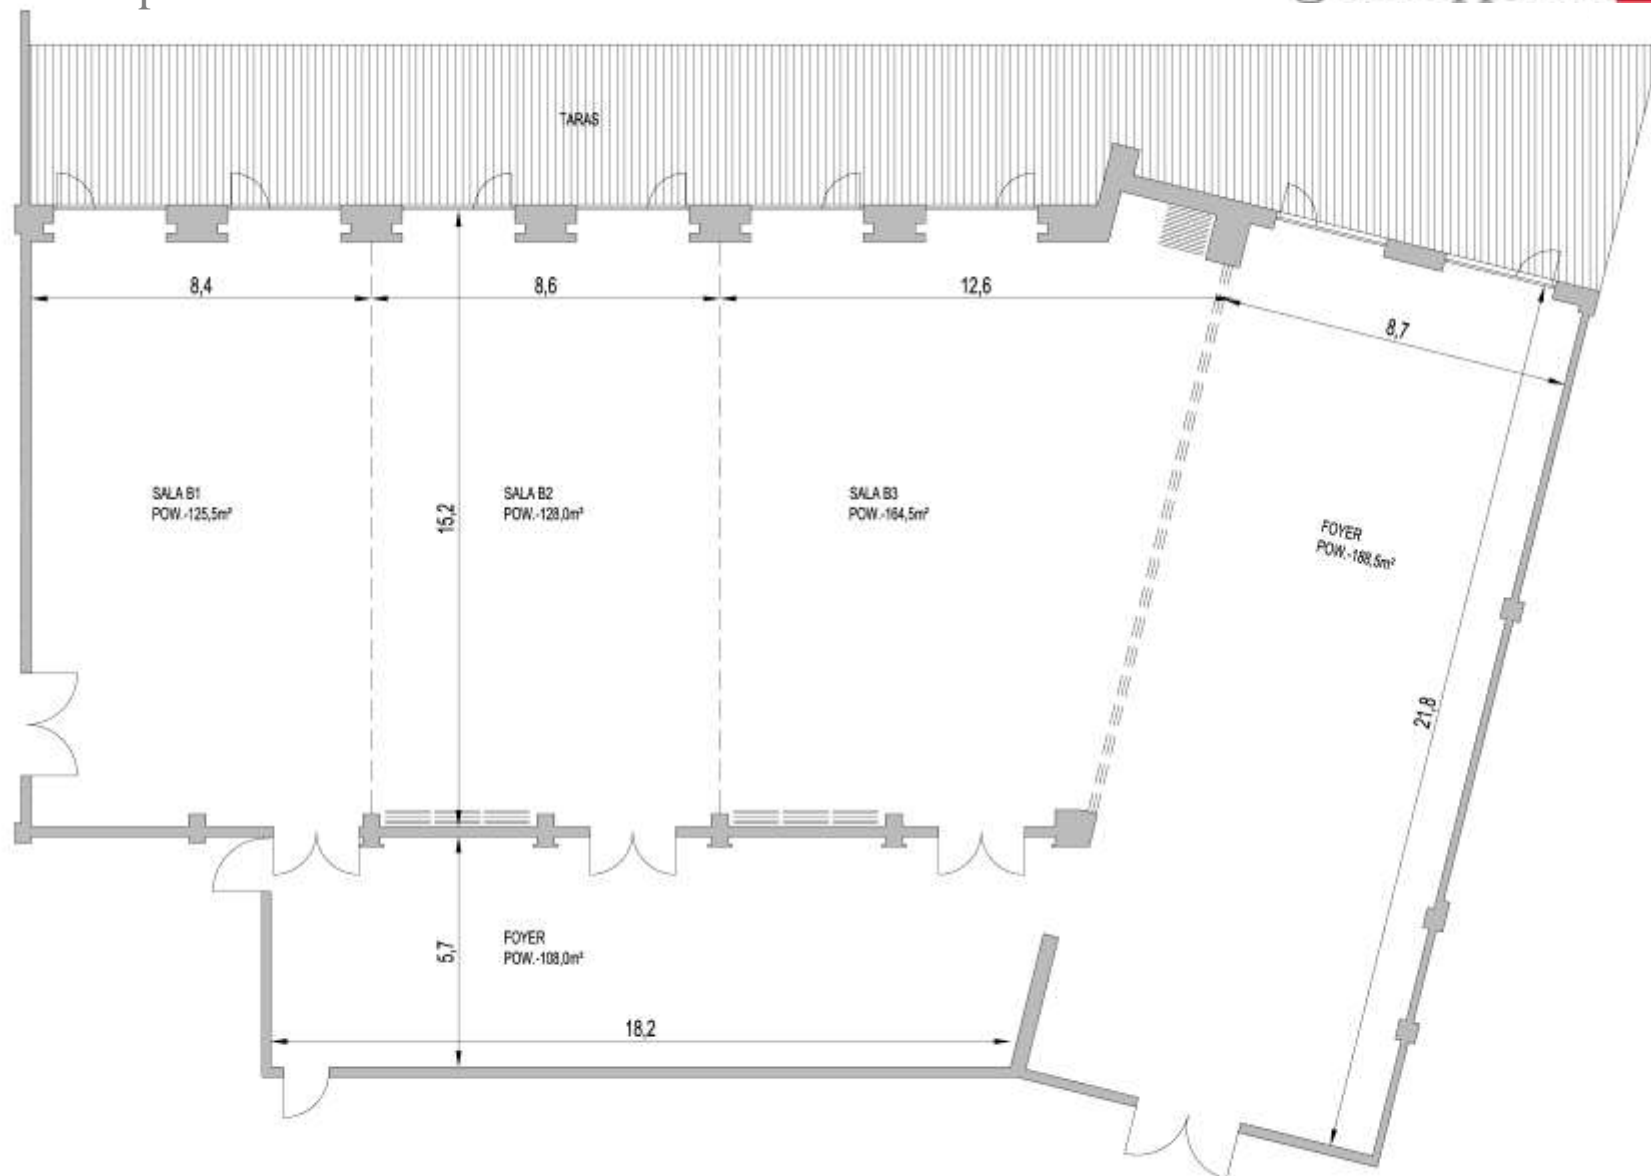 TARAS
8,4
8,6
12,6
8,7
SALA B1
POW.-125,5m²
15,2
SALA B2
POW.-128,0m²
SALA B3
POW.-164,5m²
FOYER
POW.-188,5m²
21,8
5,7
FOYER
POW.-108,0m²
18,2